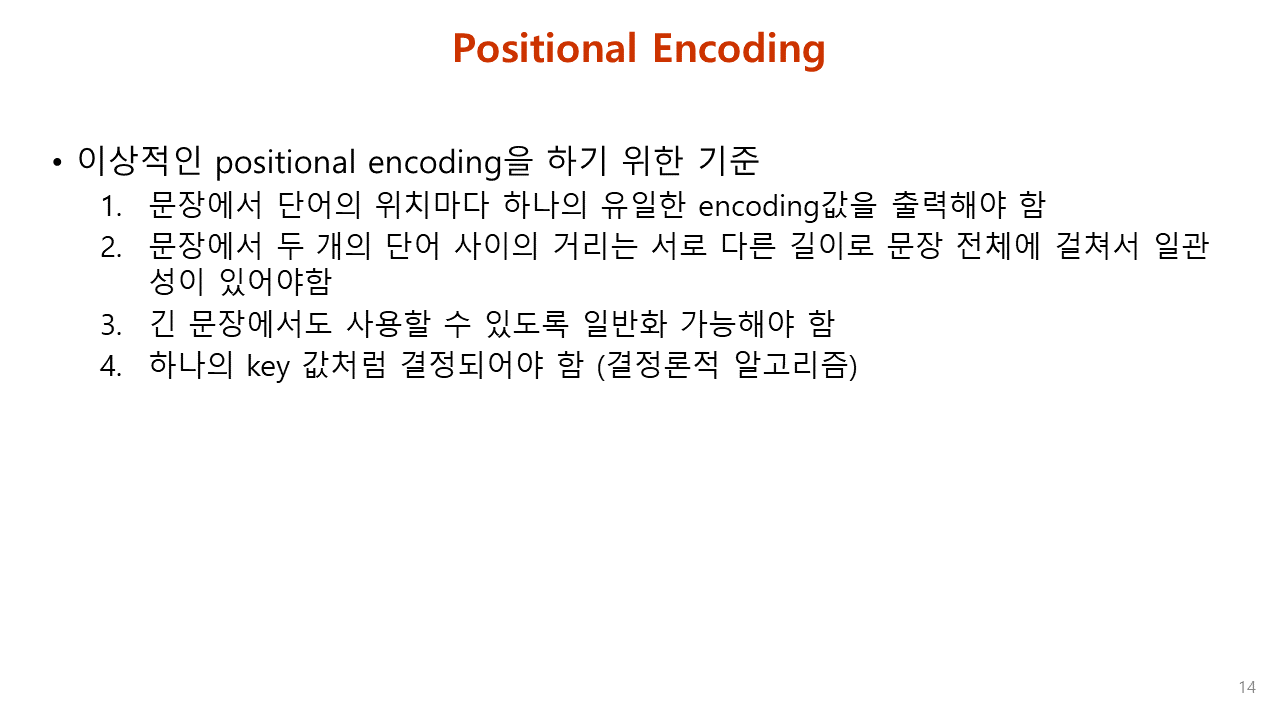 Positional Encoding
• 이상적인 positional encoding을 하기 위한 기준
1. 문장에서 단어의 위치마다 하나의 유일한 encoding값을 출력해야 함
2. 문장에서 두 개의 단어 사이의 거리는 서로 다른 길이로 문장 전체에 걸쳐서 일관
성이 있어야함
3. 긴 문장에서도 사용할 수 있도록 일반화 가능해야 함
4. 하나의 key 값처럼 결정되어야 함 (결정론적 알고리즘)
14